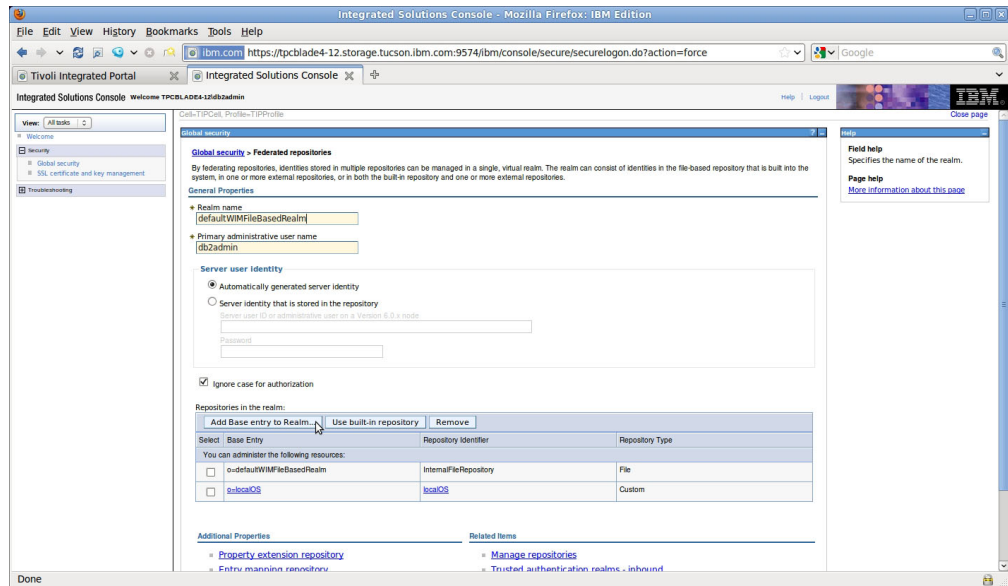 Integrated Solutions Console - Mozilla Firefox: IBM Edition
File Edit View History Bookmarks Tools Help
ibm.com https://tpcblade4-12.storage.tucson.ibm.com:9574/ibm/console/secure/securelogon.do?action=force
Google
Tivoli Integrated Portal
Integrated Solutions Console
Integrated Solutions Console Welcome TPCBLADE4-12\db2admin
Help | Logout
IBM.
View: All tasks
Welcome
Security
Global security
SSL certificate and key management
Troubleshooting
Cell=TIPCell, Profile=TIPProfile
Close page
Global security
Global security > Federated repositories
By federating repositories, identities stored in multiple repositories can be managed in a single, virtual realm. The realm can consist of identities in the file-based repository that is built into the
system, in one or more external repositories, or in both the built-in repository and one or more external repositories.
General Properties
Realm name
defaultWIMFileBasedRealm
Primary administrative user name
db2admin
Server user identity
Automatically generated server identity
Server identity that is stored in the repository
Server user ID or administrative user on a Version 6.0.x node
Password
Ignore case for authorization
Repositories in the realm:
Add Base entry to Realm... Use built-in repository Remove
Select Base Entry Repository Identifier Repository Type
You can administer the following resources:
o=defaultWIMFileBasedRealm InternalFileRepository File
o=localOS localOS Custom
Additional Properties
Property extension repository
Entry mapping repository
Related Items
Manage repositories
Trusted authentication realms - inbound
Help
Field help
Specifies the name of the realm.
Page help
More information about this page
Done